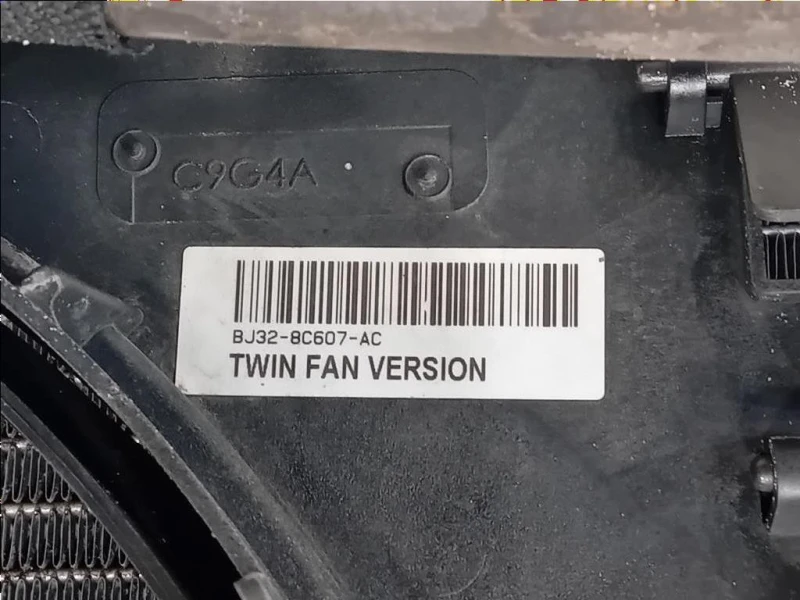 C9G4A
BJ32-8C607-AC
TWIN FAN VERSION